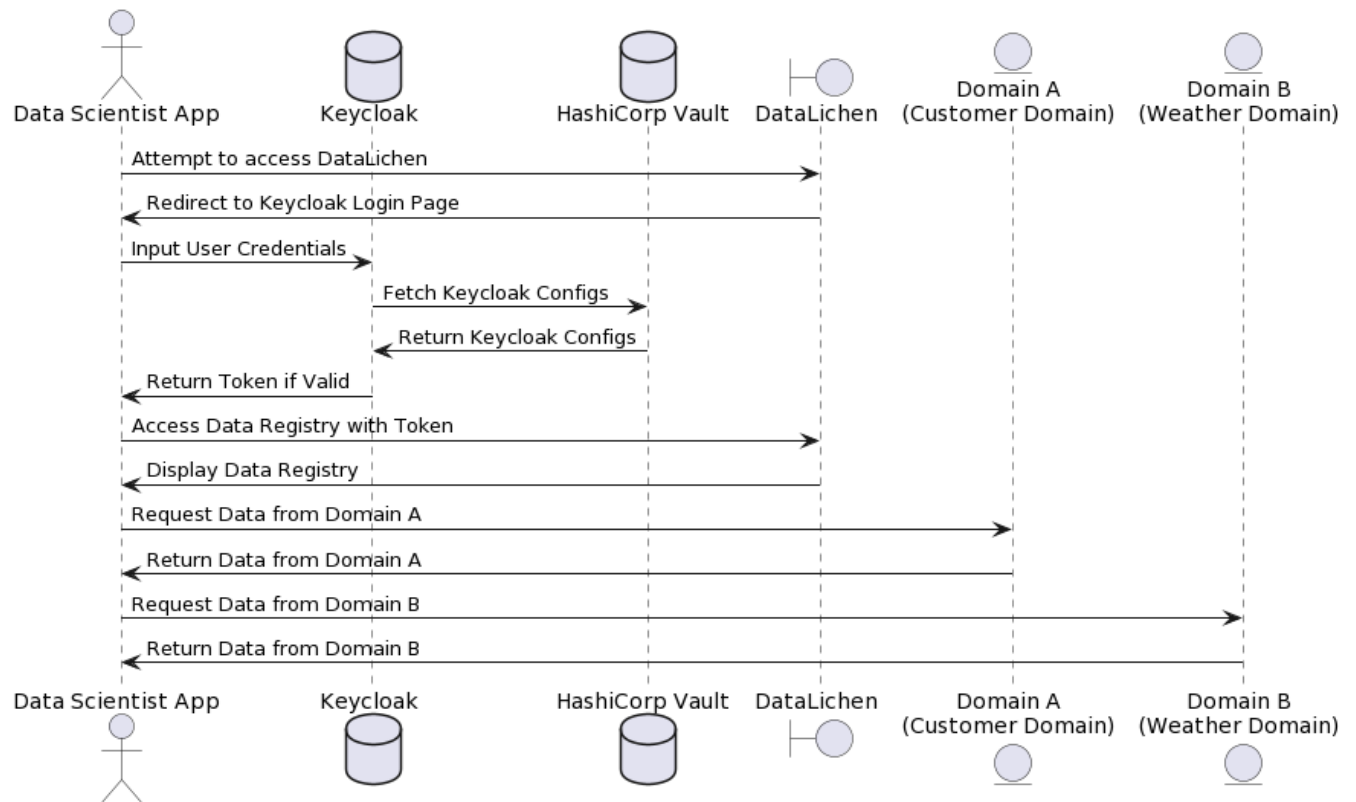 Data Scientist App
Keycloak
HashiCorp Vault
DataLichen
Domain A
(Customer Domain)
Domain B
(Weather Domain)
Attempt to access DataLichen
Redirect to Keycloak Login Page
Input User Credentials
Fetch Keycloak Configs
Return Keycloak Configs
Return Token if Valid
Access Data Registry with Token
Display Data Registry
Request Data from Domain A
Return Data from Domain A
Request Data from Domain B
Return Data from Domain B
Data Scientist App
Keycloak
HashiCorp Vault
DataLichen
Domain A
(Customer Domain)
Domain B
(Weather Domain)